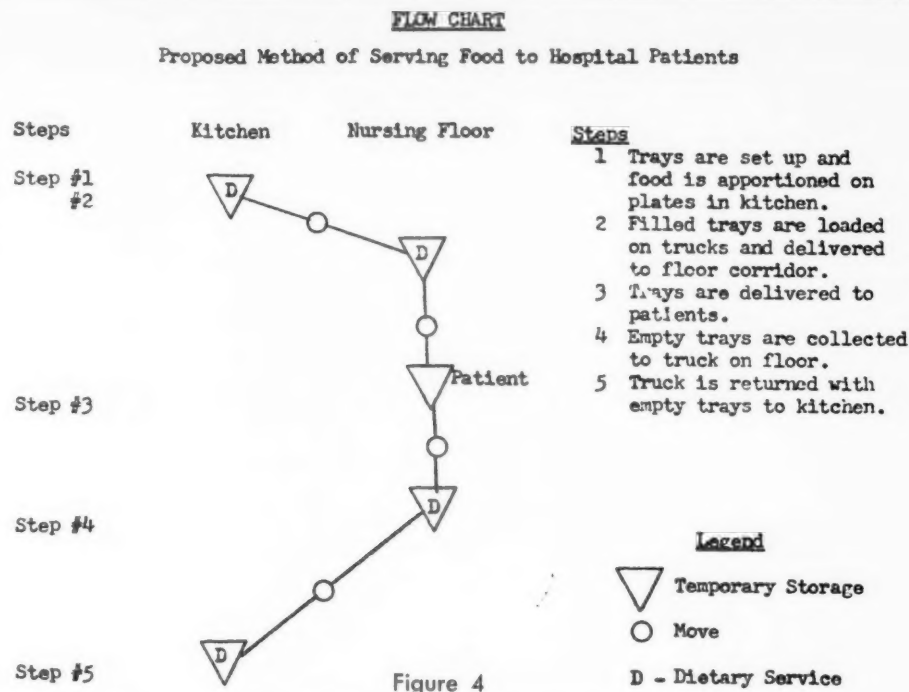 FLOW CHART
Proposed Method of Serving Food to Hospital Patients
Steps Kitchen Nursing Floor
Step #1
#2
D
D
Patient
Step #3
D
Step #4
D
Step #5
Steps
1 Trays are set up and
food is apportioned on
plates in kitchen.
2 Filled trays are loaded
on trucks and delivered
to floor corridor.
3 Trays are delivered to
patients.
4 Empty trays are collected
to truck on floor.
5 Truck is returned with
empty trays to kitchen.
Legend
Temporary Storage
Move
D - Dietary Service
Figure 4